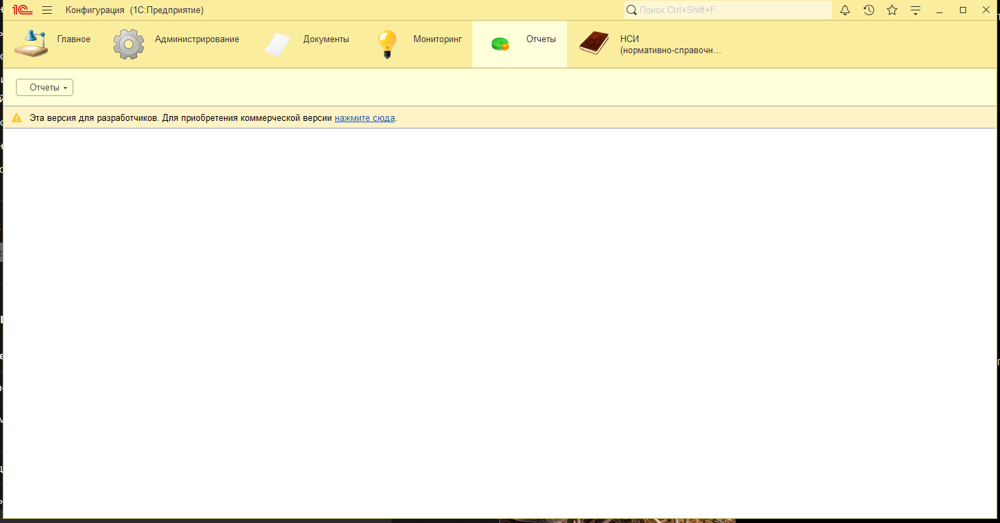 1С Конфигурация (1С:Предприятие)
Поиск Ctrl+Shift+F
Главное
Администрирование
Документы
Мониторинг
Отчеты
НСИ
(нормативно-справочн…
Отчеты
Эта версия для разработчиков. Для приобретения коммерческой версии нажмите сюда.